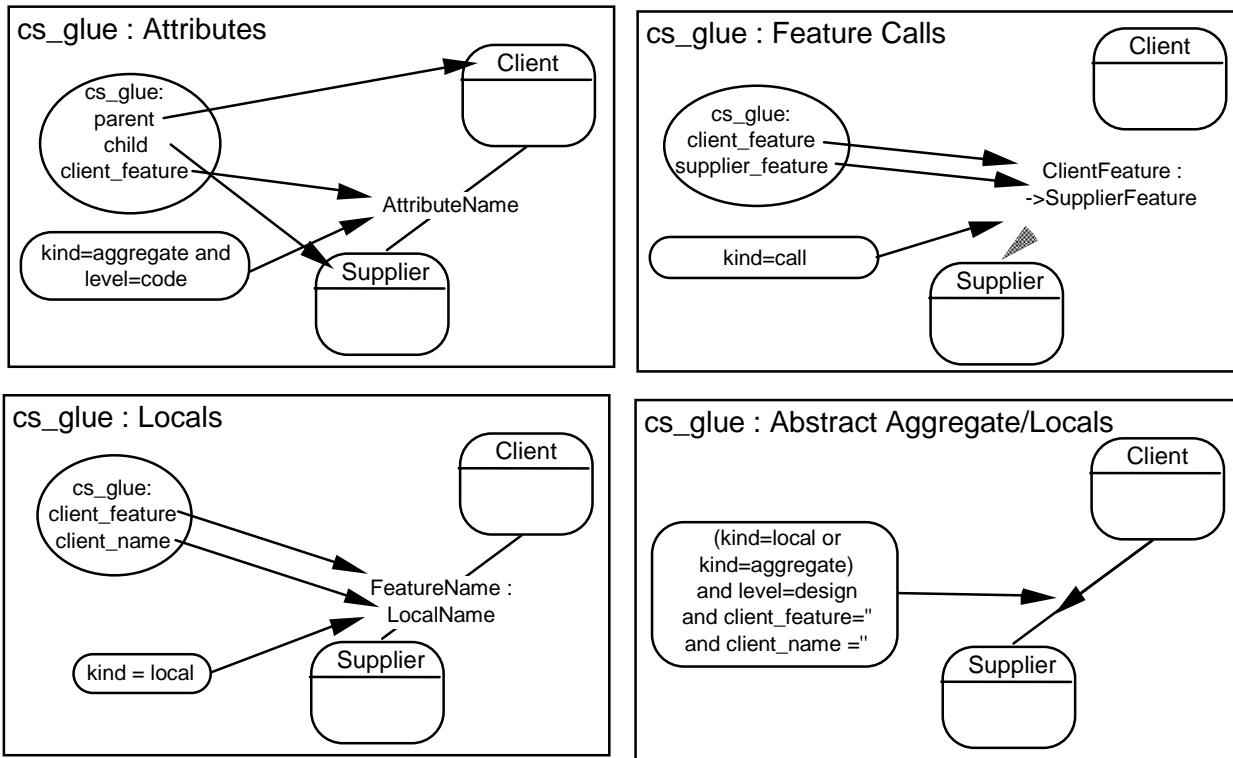 cs_glue : Attributes
Client
cs_glue:
parent
child
client_feature
AttributeName
kind=aggregate and
level=code
Supplier
cs_glue : Feature Calls
Client
cs_glue:
client_feature
supplier_feature
ClientFeature :
->SupplierFeature
kind=call
Supplier
cs_glue : Locals
Client
cs_glue:
client_feature
client_name
FeatureName :
LocalName
kind = local
Supplier
cs_glue : Abstract Aggregate/Locals
Client
(kind=local or
kind=aggregate)
and level=design
and client_feature=''
and client_name =''
Supplier